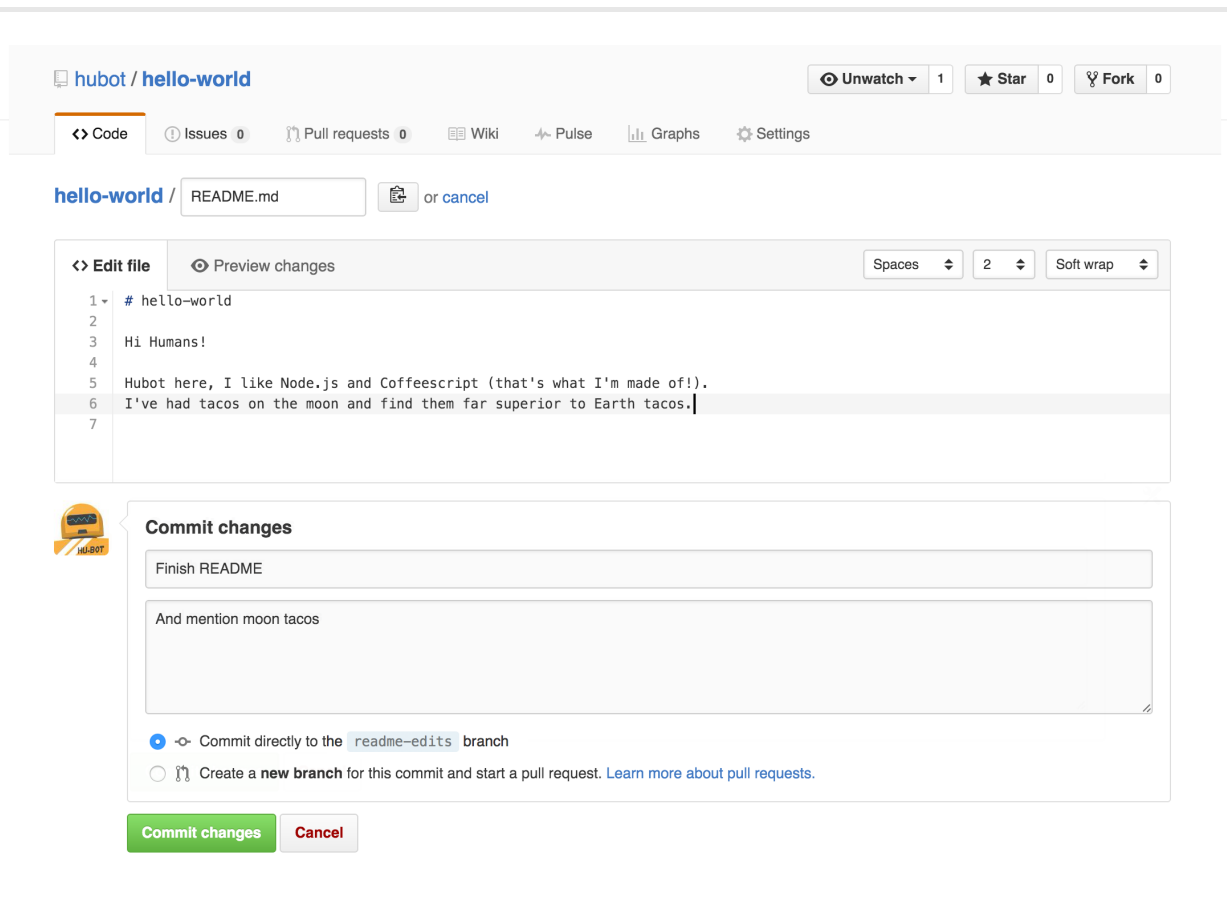 hubot / hello-world
Unwatch 1 Star 0 Fork 0
Code Issues 0 Pull requests 0 Wiki Pulse Graphs Settings
hello-world / README.md or cancel
Edit file Preview changes Spaces 2 Soft wrap
1 # hello-world
2
3 Hi Humans!
4
5 Hubot here, I like Node.js and Coffeescript (that's what I'm made of!).
6 I've had tacos on the moon and find them far superior to Earth tacos.
7
HU-BOT
Commit changes
Finish README
And mention moon tacos
Commit directly to the readme-edits branch
Create a new branch for this commit and start a pull request. Learn more about pull requests.
Commit changes Cancel